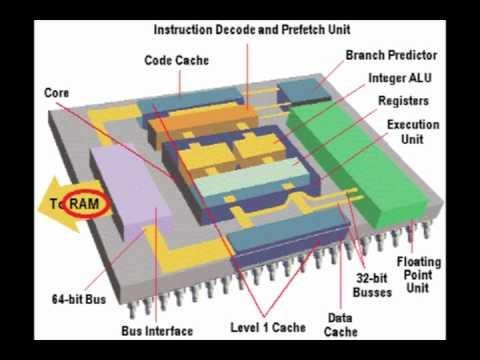 Instruction Decode and Prefetch Unit
Code Cache
Branch Predictor
Integer ALU
Core
Registers
Execution
Unit
To RAM
Floating
Point
Unit
64-bit Bus
32-bit
Busses
Bus Interface
Level 1 Cache
Data
Cache